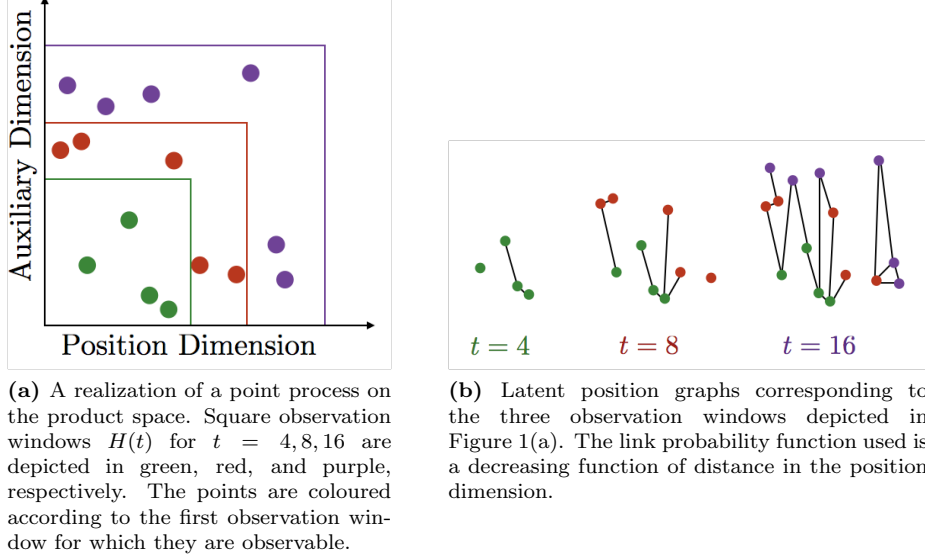 Auxiliary Dimension
Position Dimension
t = 4
t = 8
t = 16
(a) A realization of a point process on
the product space. Square observation
windows H(t) for t = 4, 8, 16 are
depicted in green, red, and purple,
respectively. The points are coloured
according to the first observation win-
dow for which they are observable.
(b) Latent position graphs corresponding to
the three observation windows depicted in
Figure 1(a). The link probability function used is
a decreasing function of distance in the position
dimension.